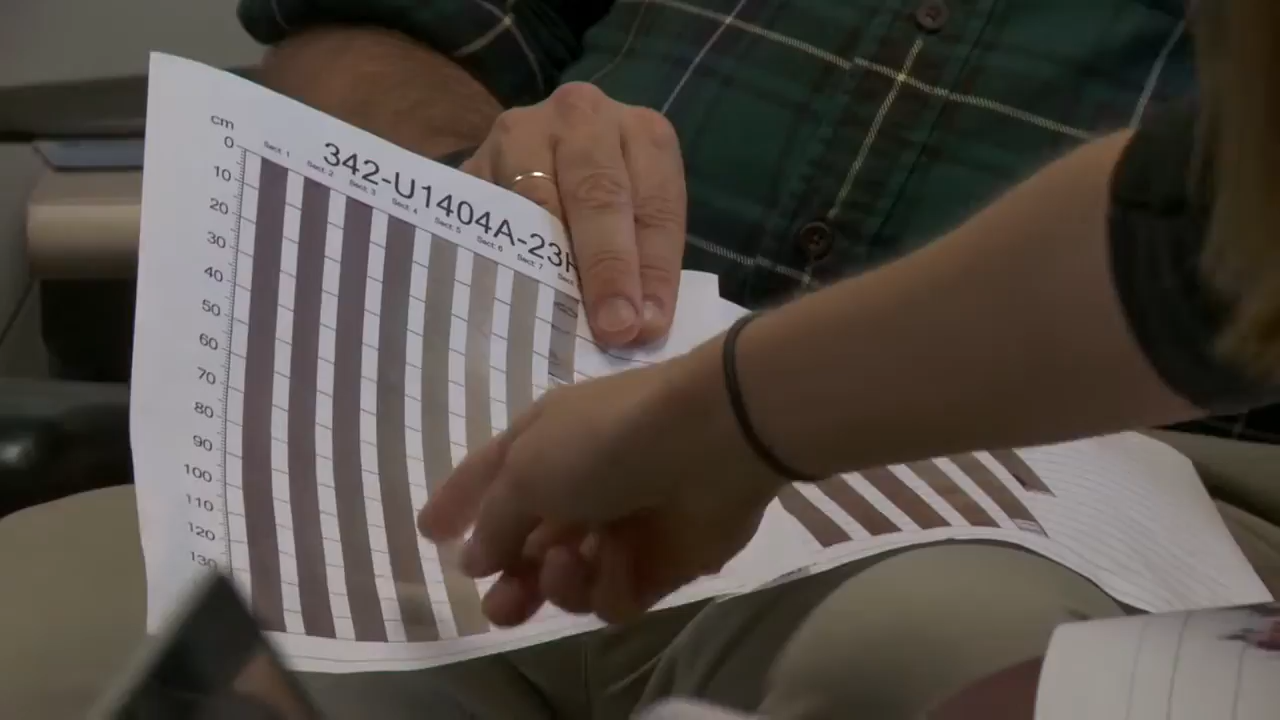 cm
342-U1404A-23H
Sect. 1
Sect. 2
Sect. 3
Sect. 4
Sect. 5
Sect. 6
Sect. 7
Sect
0
10
20
30
40
50
60
70
80
90
100
110
120
130